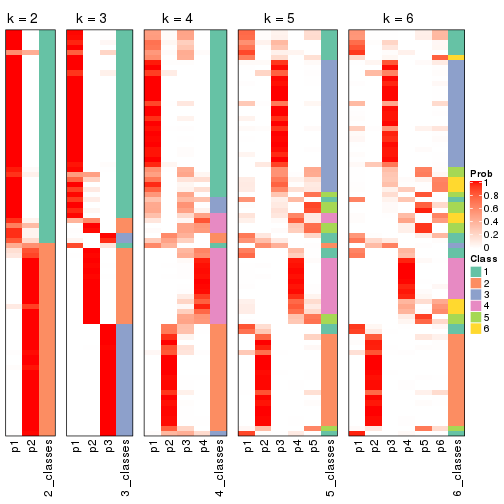 k = 2
k = 3
k = 4
k = 5
k = 6
Prob
1
0.8
0.6
0.4
0.2
0
Class
1
2
3
4
5
6
p1
p2
2_classes
p1
p2
p3
3_classes
p1
p2
p3
p4
4_classes
p1
p2
p3
p4
p5
5_classes
p1
p2
p3
p4
p5
p6
6_classes